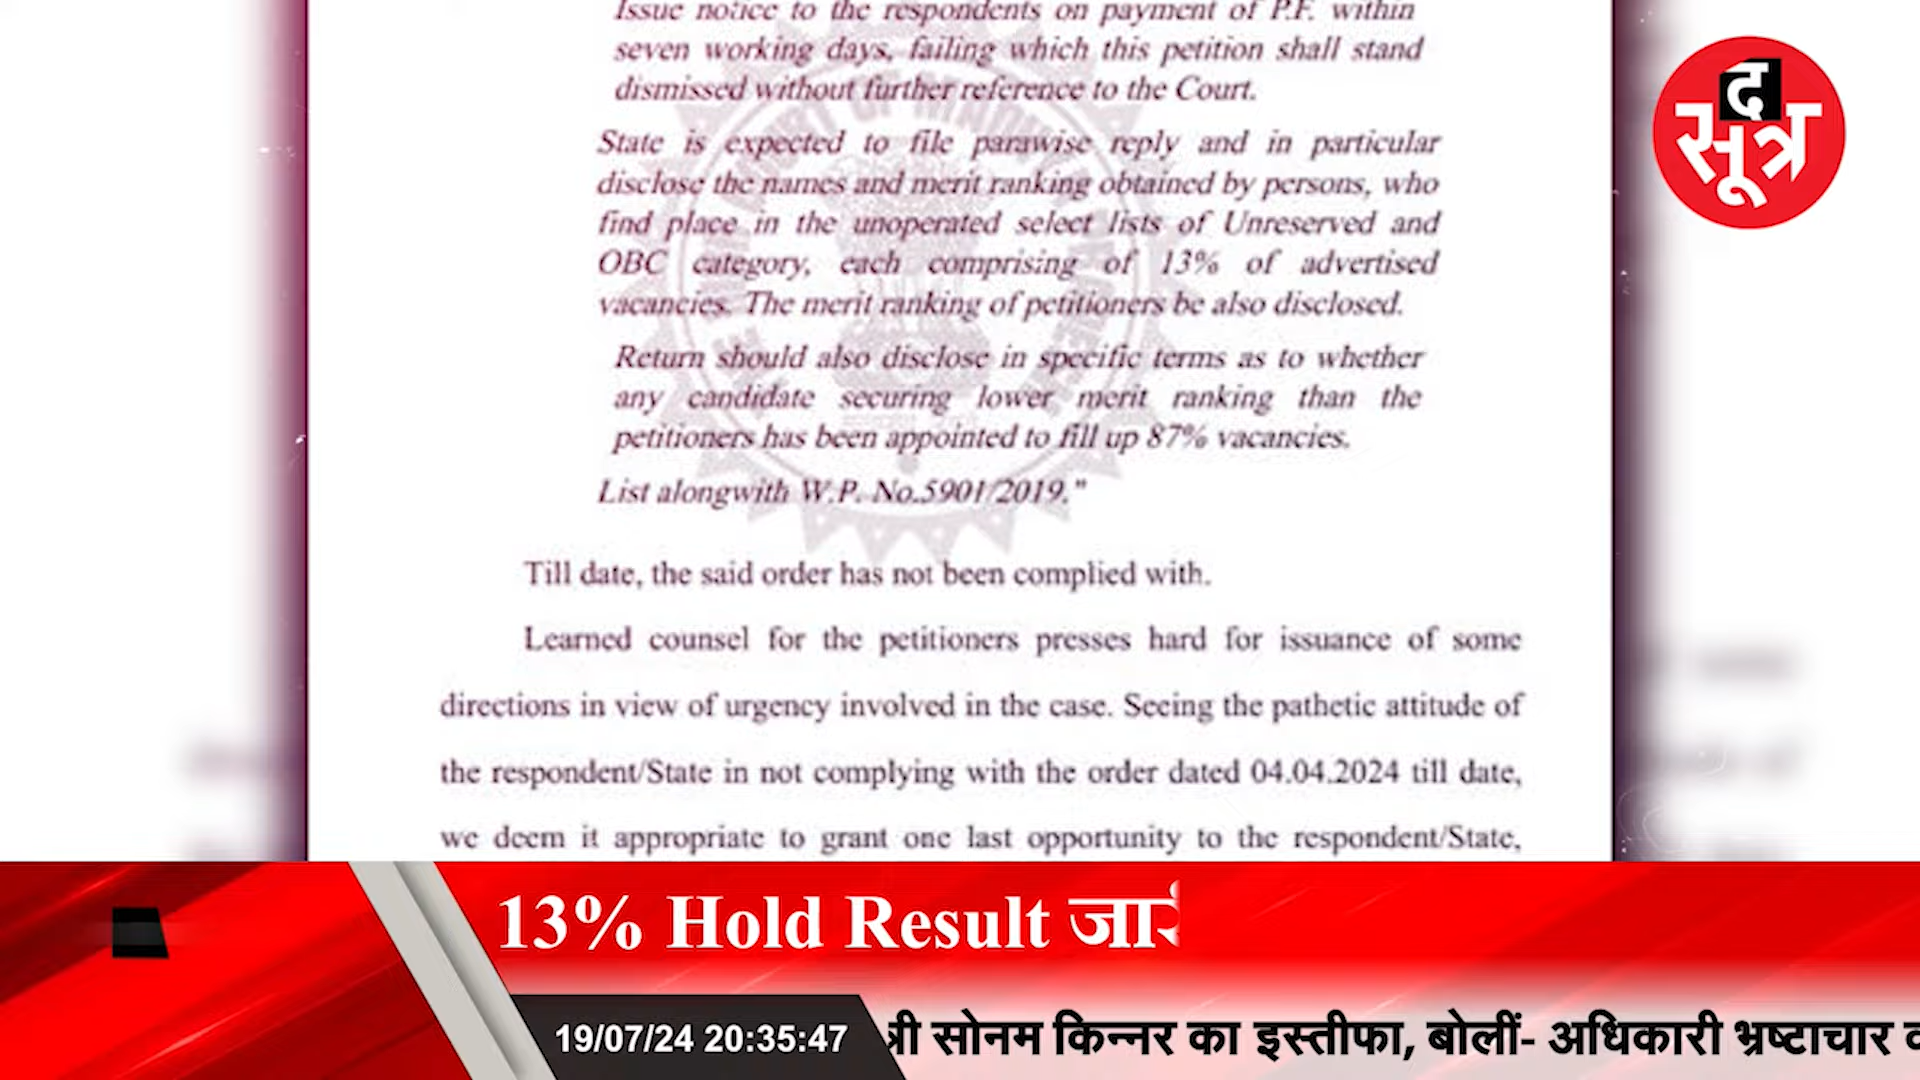 Issue notice to the respondents on payment of P.F. within
seven working days, failing which this petition shall stand
dismissed without further reference to the Court.
State is expected to file parawise reply and in particular
disclose the names and merit ranking obtained by persons, who
find place in the unoperated select lists of Unreserved and
OBC category, each comprising of 13% of advertised
vacancies. The merit ranking of petitioners be also disclosed.
Return should also disclose in specific terms as to whether
any candidate securing lower merit ranking than the
petitioners has been appointed to fill up 87% vacancies.
List alongwith W.P. No.5901/2019."
Till date, the said order has not been complied with.
Learned counsel for the petitioners presses hard for issuance of some
directions in view of urgency involved in the case. Seeing the pathetic attitude of
the respondent/State in not complying with the order dated 04.04.2024 till date,
we deem it appropriate to grant one last opportunity to the respondent/State,
द
सूत्र
13% Hold Result
19/07/24 20:35:47
सोनम किन्नर का इस्तीफा, बोलीं- अधिकारी भ्रष्टाचार